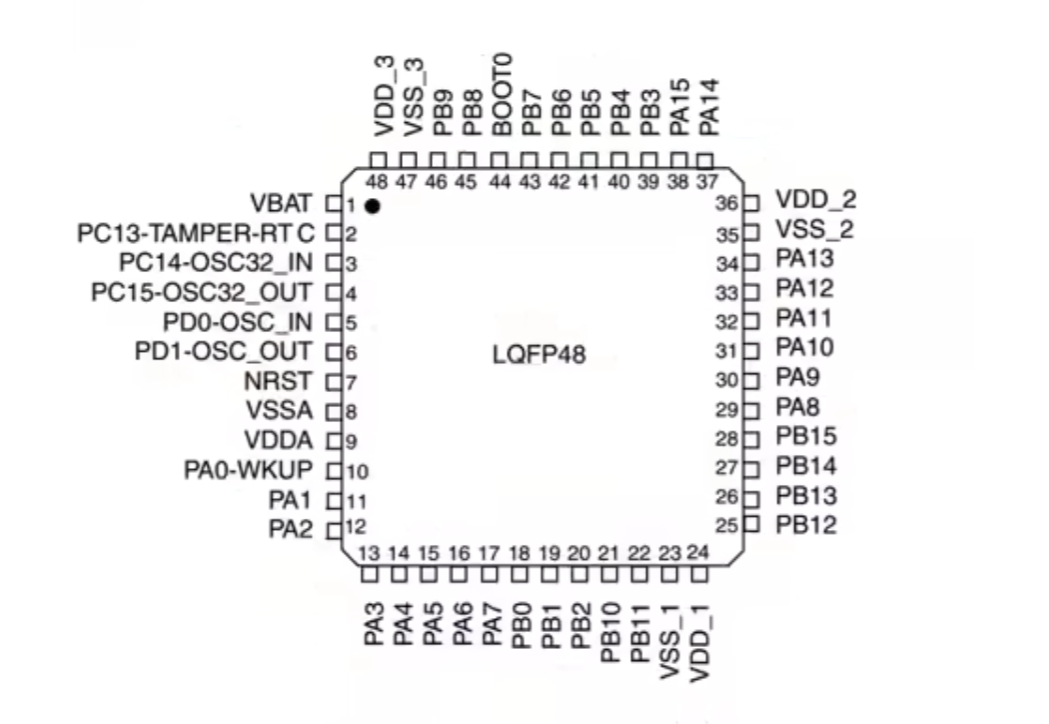 VDD_3
VSS_3
PB9
PB8
BOOT0
PB7
PB6
PB5
PB4
PB3
PA15
PA14
48 47 46 45 44 43 42 41 40 39 38 37
VBAT 1
PC13-TAMPER-RTC 2
PC14-OSC32_IN 3
PC15-OSC32_OUT 4
PD0-OSC_IN 5
PD1-OSC_OUT 6
NRST 7
VSSA 8
VDDA 9
PA0-WKUP 10
PA1 11
PA2 12
LQFP48
36 VDD_2
35 VSS_2
34 PA13
33 PA12
32 PA11
31 PA10
30 PA9
29 PA8
28 PB15
27 PB14
26 PB13
25 PB12
13 14 15 16 17 18 19 20 21 22 23 24
PA3
PA4
PA5
PA6
PA7
PB0
PB1
PB2
PB10
PB11
VSS_1
VDD_1